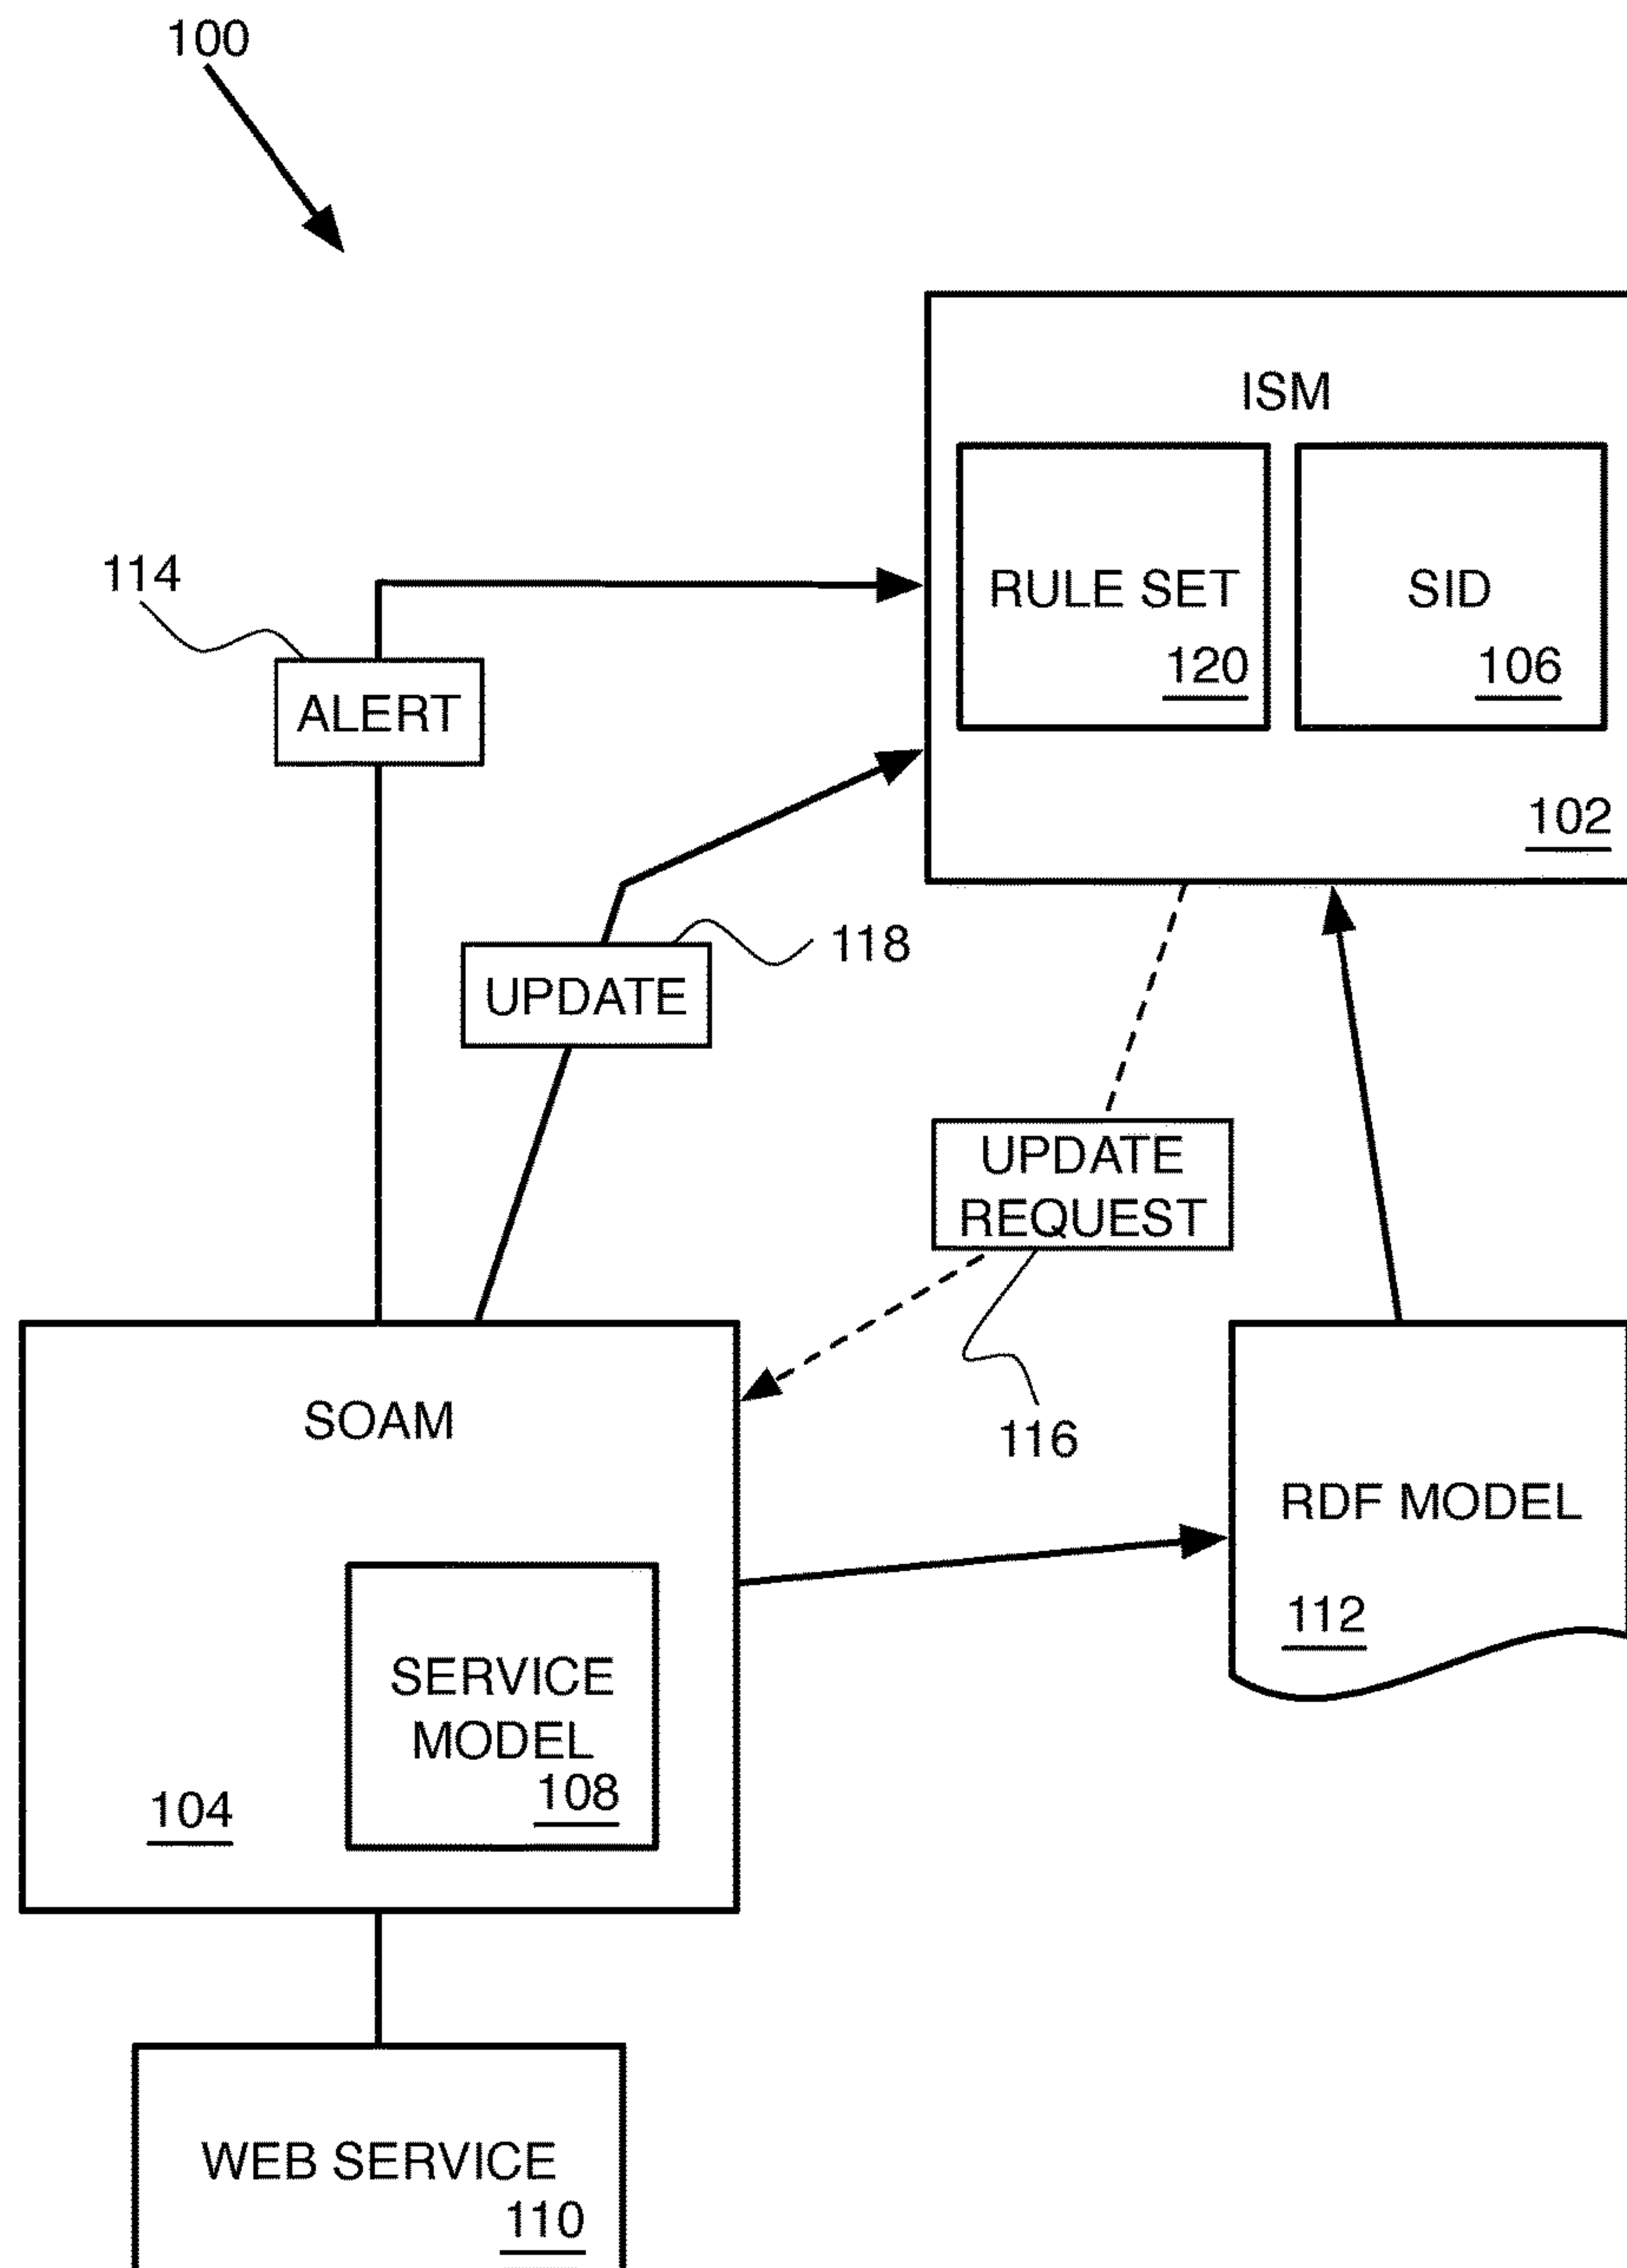 100
ISM
RULE SET
120
SID
106
102
114
ALERT
118
UPDATE
UPDATE
REQUEST
116
SOAM
SERVICE
MODEL
108
104
RDF MODEL
112
WEB SERVICE
110